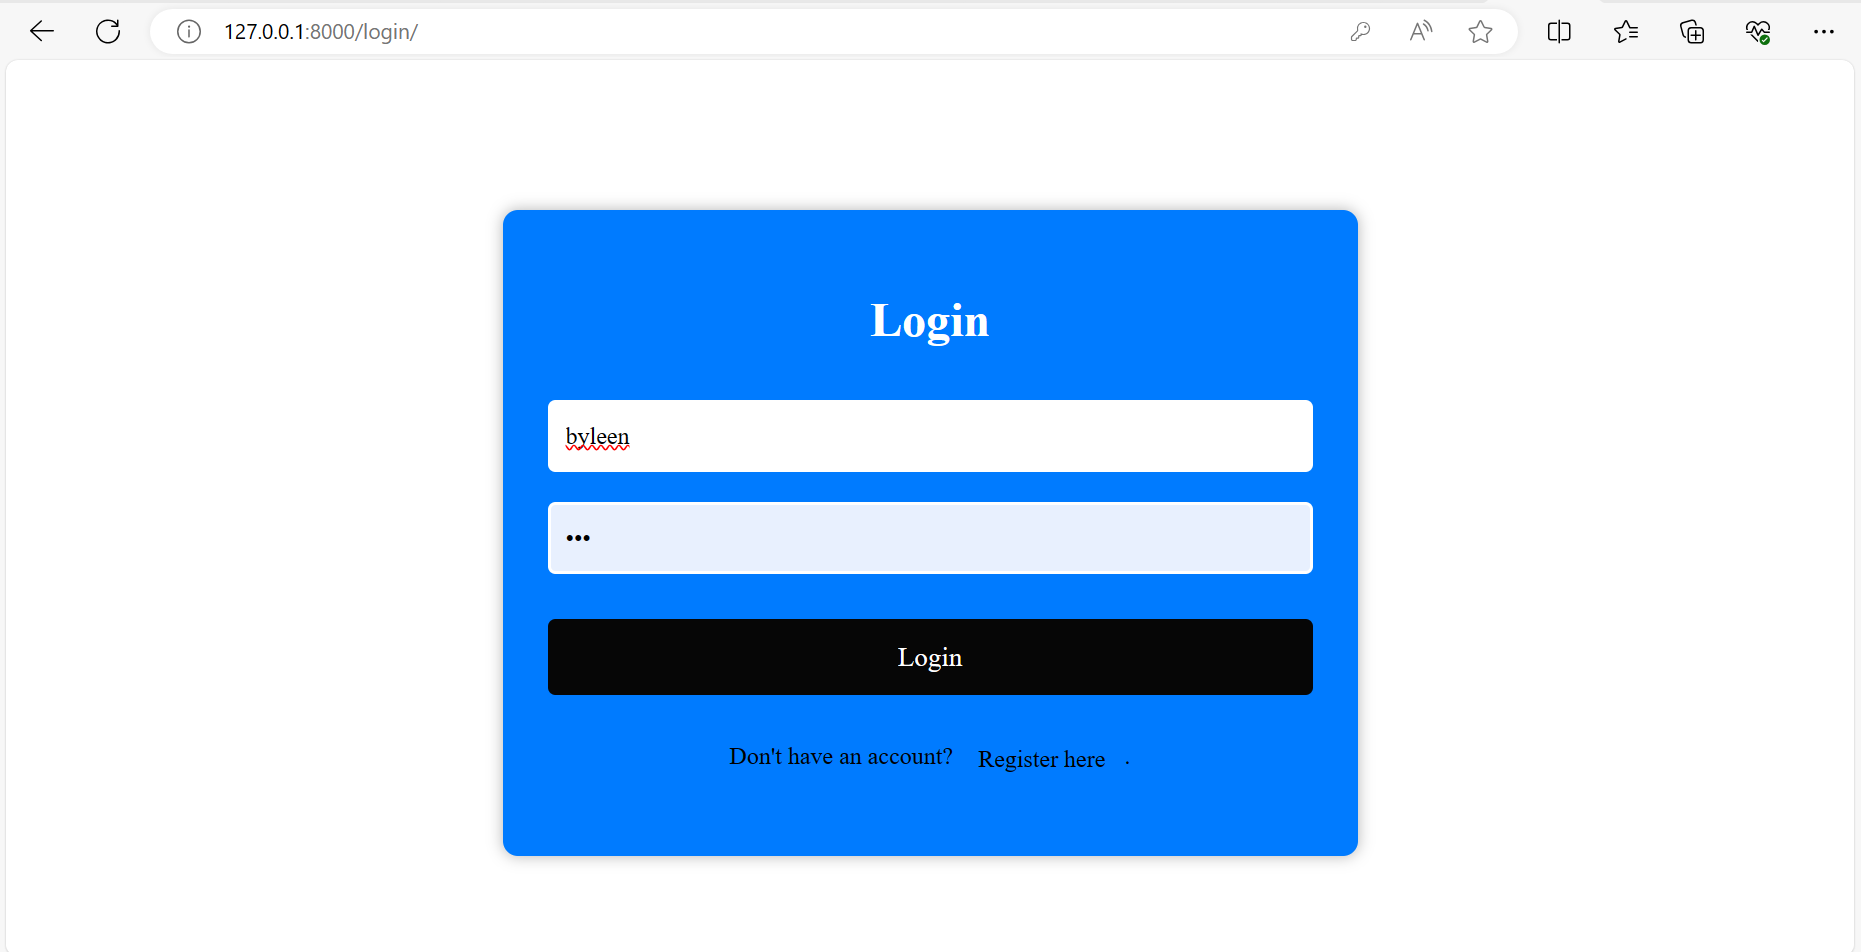 127.0.0.1:8000/login/
Login
byleen
•••
Login
Don't have an account? Register here .